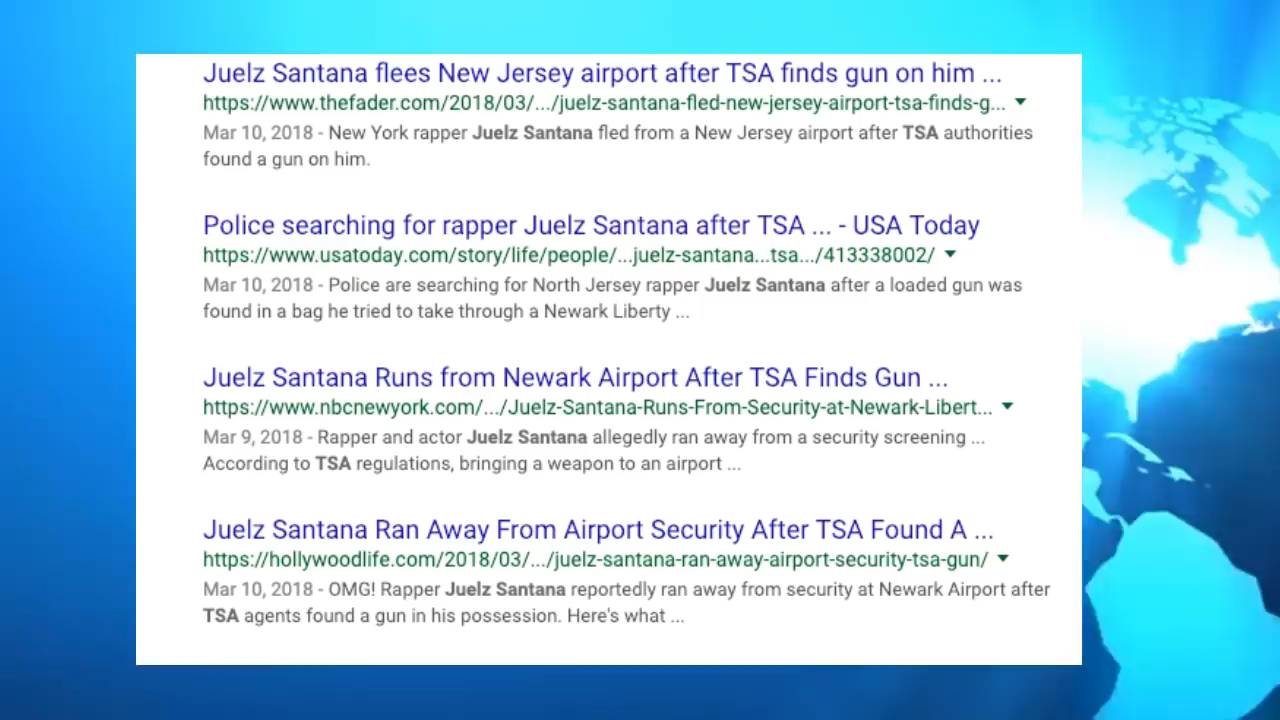 Juelz Santana flees New Jersey airport after TSA finds gun on him ...
https://www.thefader.com/2018/03/.../juelz-santana-fled-new-jersey-airport-tsa-finds-g...
Mar 10, 2018 - New York rapper Juelz Santana fled from a New Jersey airport after TSA authorities
found a gun on him.
Police searching for rapper Juelz Santana after TSA ... - USA Today
https://www.usatoday.com/story/life/people/...juelz-santana...tsa.../413338002/
Mar 10, 2018 - Police are searching for North Jersey rapper Juelz Santana after a loaded gun was
found in a bag he tried to take through a Newark Liberty ...
Juelz Santana Runs from Newark Airport After TSA Finds Gun ...
https://www.nbcnewyork.com/.../Juelz-Santana-Runs-From-Security-at-Newark-Libert...
Mar 9, 2018 - Rapper and actor Juelz Santana allegedly ran away from a security screening ...
According to TSA regulations, bringing a weapon to an airport ...
Juelz Santana Ran Away From Airport Security After TSA Found A ...
https://hollywoodlife.com/2018/03/.../juelz-santana-ran-away-airport-security-tsa-gun/
Mar 10, 2018 - OMG! Rapper Juelz Santana reportedly ran away from security at Newark Airport after
TSA agents found a gun in his possession. Here's what ...